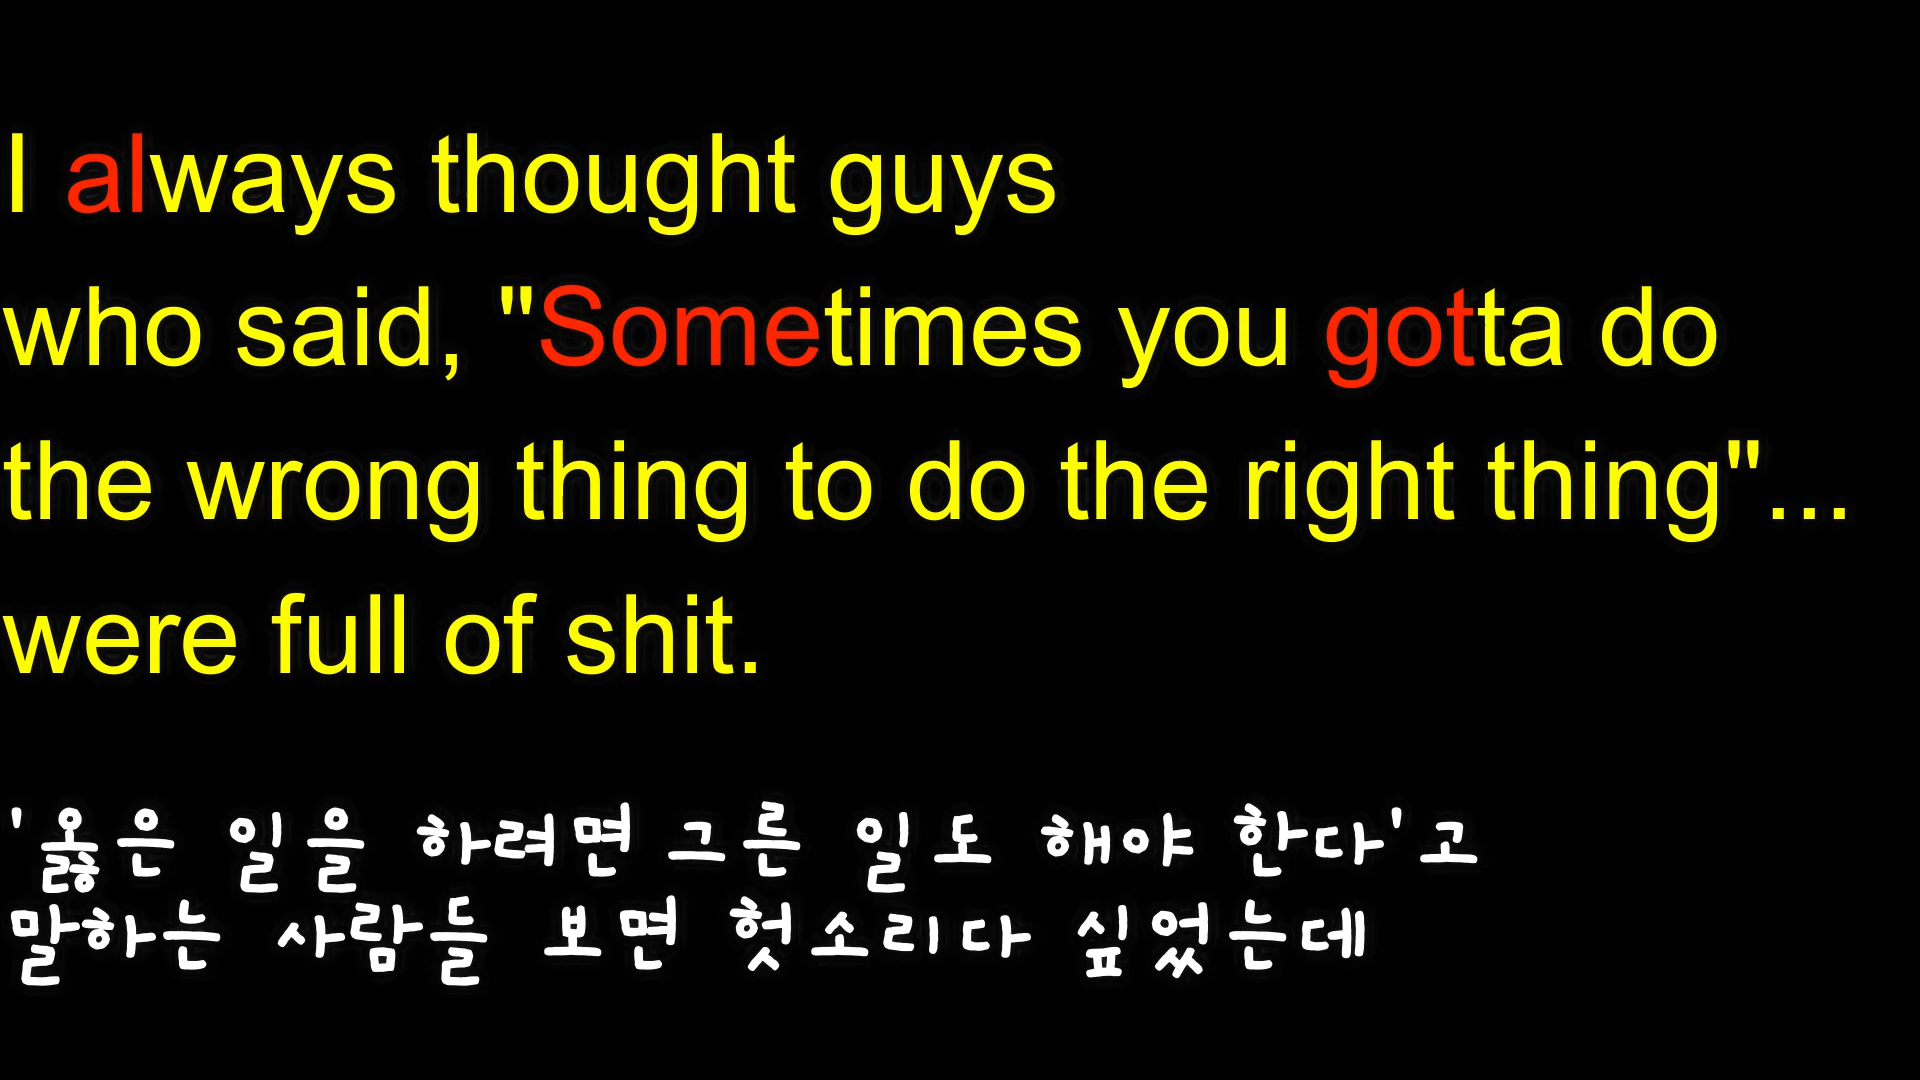 I always thought guys
who said, "Sometimes you gotta do
the wrong thing to do the right thing"...
were full of shit.
'옳은 일을 하려면 그른 일도 해야 한다'고
말하는 사람들 보면 헛소리다 싶었는데